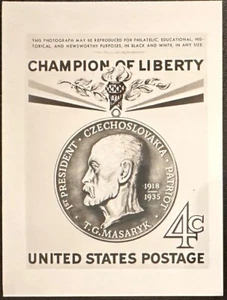 THIS PHOTOGRAPH MAY BE REPRODUCED FOR PHILATELIC, EDUCATIONAL, HIS-
TORICAL, AND NEWSWORTHY PURPOSES, IN BLACK AND WHITE, IN ANY SIZE.
CHAMPION OF LIBERTY
1ST PRESIDENT · CZECHOSLOVAKIA · PATRIOT ·
1918
1935
T.G. MASARYK
4c
UNITED STATES POSTAGE